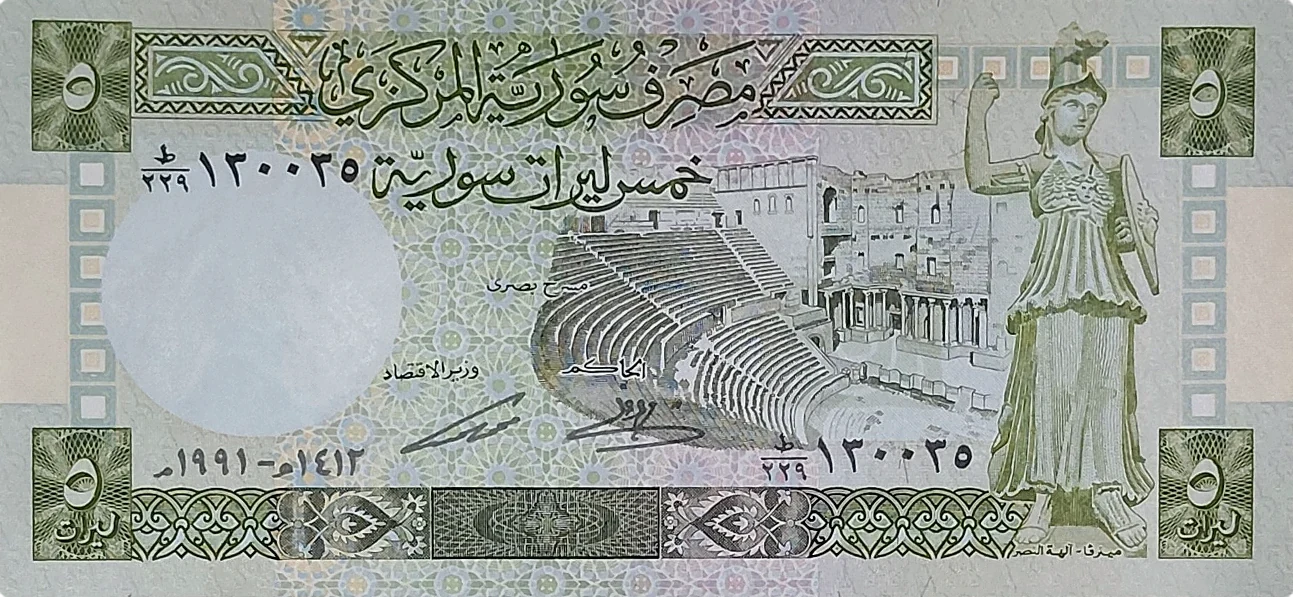 ٥
مصرف سورية المركزي
٥
١٣٠٠٣٥ ط/٢٢٩
خمس ليرات سورية
مسرح بصرى
وزير الاقتصاد
الحاكم
١٤١٢هـ - ١٩٩١م
١٣٠٠٣٥ ط/٢٢٩
٥
ليرات
٥
ليرات
مينرفا - آلهة النصر